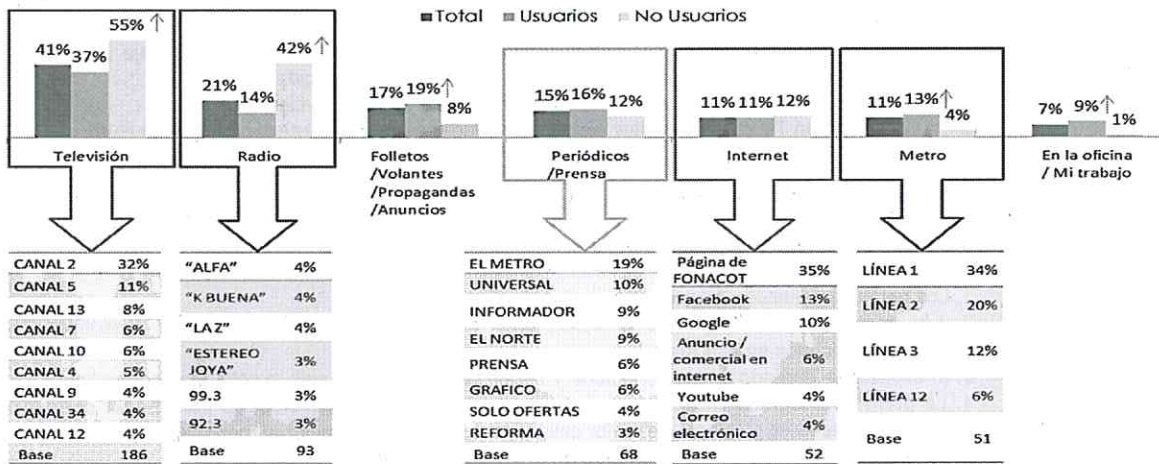 Total Usuarios No Usuarios
41% 37% 55% ↑
Televisión
21% 14% 42% ↑
Radio
17% 19% ↑ 8%
Folletos
/Volantes
/Propagandas
/Anuncios
15% 16% 12%
Periódicos
/Prensa
11% 11% 12%
Internet
11% 13% ↑ 4%
Metro
7% 9% ↑ 1%
En la oficina
/ Mi trabajo
CANAL 2 32%
CANAL 5 11%
CANAL 13 8%
CANAL 7 6%
CANAL 10 6%
CANAL 4 5%
CANAL 9 4%
CANAL 34 4%
CANAL 12 4%
Base 186
"ALFA" 4%
"K BUENA" 4%
"LA Z" 4%
"ESTEREO
JOYA" 3%
99.3 3%
92.3 3%
Base 93
EL METRO 19%
UNIVERSAL 10%
INFORMADOR 9%
EL NORTE 9%
PRENSA 6%
GRAFICO 6%
SOLO OFERTAS 4%
REFORMA 3%
Base 68
Página de
FONACOT 35%
Facebook 13%
Google 10%
Anuncio /
comercial en 6%
internet
Youtube 4%
Correo
electrónico 4%
Base 52
LÍNEA 1 34%
LÍNEA 2 20%
LÍNEA 3 12%
LÍNEA 12 6%
Base 51